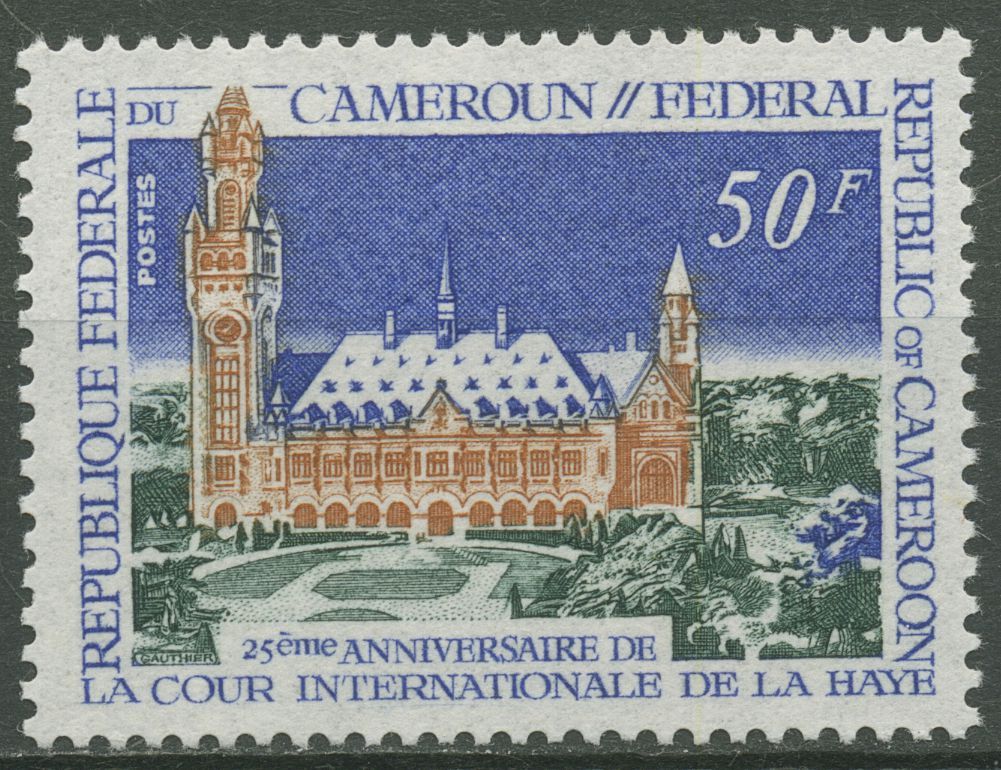 REPUBLIQUE FEDERALE
DU CAMEROUN // FEDERAL
REPUBLIC OF CAMEROON
POSTES
50F
GAUTHIER
25ème ANNIVERSAIRE DE
LA COUR INTERNATIONALE DE LA HAYE